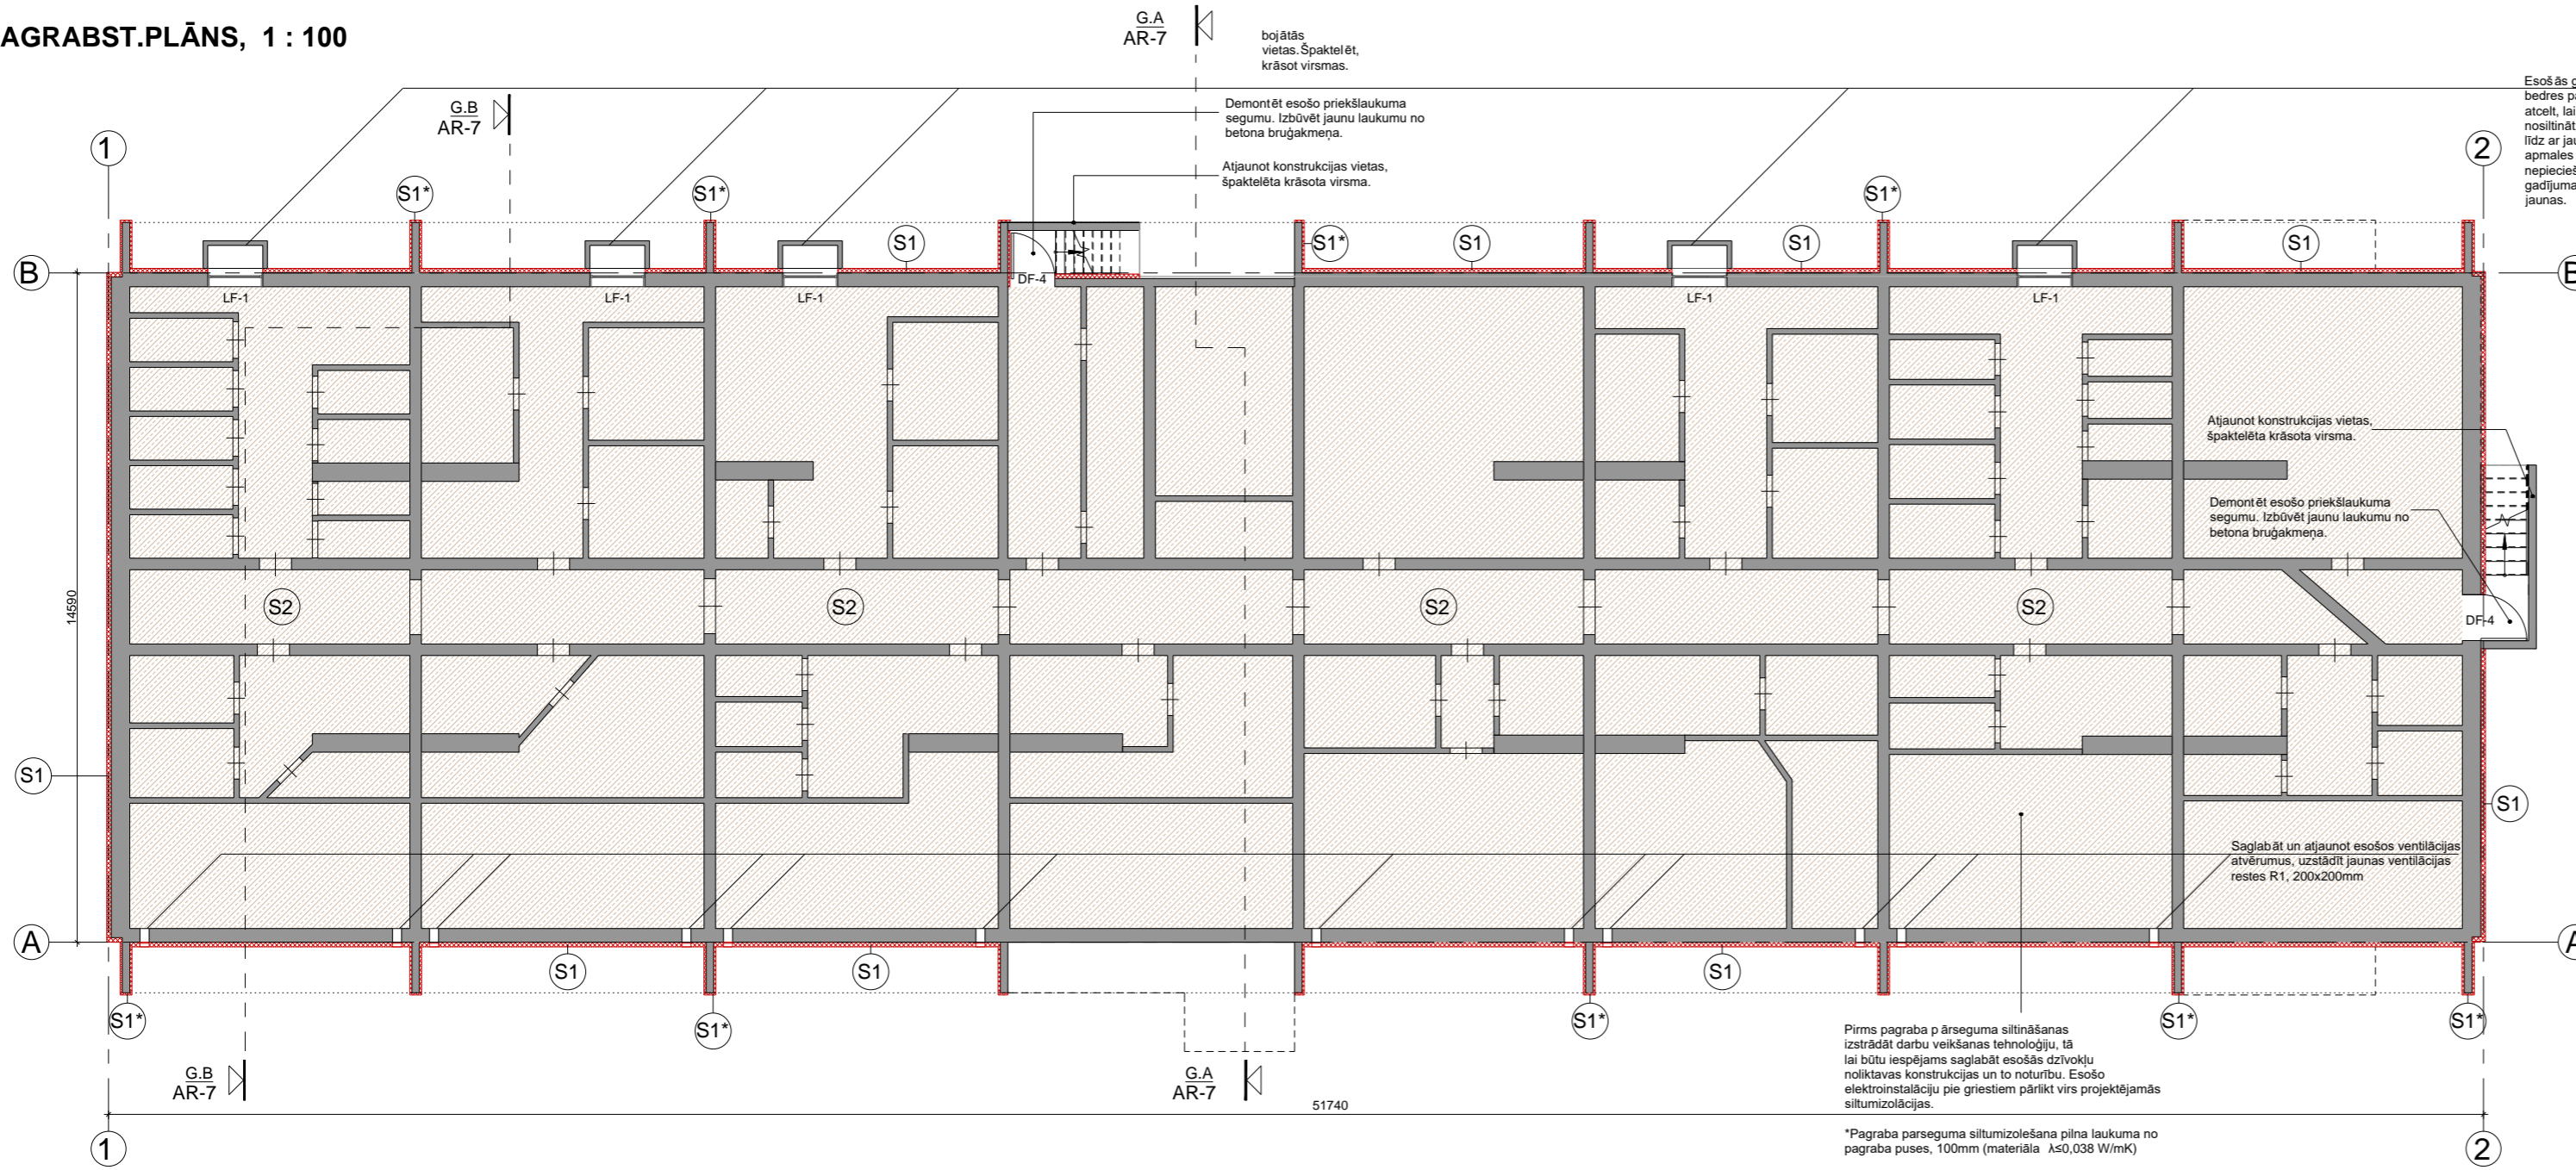 AGRABST.PLĀNS, 1 : 100
G.A
AR-7
bojātās
vietas.Špaktelēt,
krāsot virsmas.
G.B
AR-7
Demontēt esošo priekšlaukuma
segumu. Izbūvēt jaunu laukumu no
betona bruģakmeņa.
Atjaunot konstrukcijas vietas,
špaktelēta krāsota virsma.
Esošās
bedres
atcelt, lai
nosiltināt
līdz ar
apmales
jaunas.
1
2
S1*
S1*
S1*
S1
S1*
S1
S1
S1
B
B
LF-1
LF-1
LF-1
DF-4
LF-1
LF-1
Atjaunot konstrukcijas vietas,
špaktelēta krāsota virsma.
Demontēt esošo priekšlaukuma
segumu. Izbūvēt jaunu laukumu no
betona bruģakmeņa.
14590
S2
S2
S2
S2
DF-4
S1
S1
Saglabāt un atjaunot esošos ventilācijas
atvērumus, uzstādīt jaunas ventilācijas
restes R1, 200x200mm
A
A
S1
S1
S1
S1*
S1*
S1*
S1*
S1*
G.B
AR-7
G.A
AR-7
Pirms pagraba pārseguma siltināšanas
izstrādāt darbu veikšanas tehnoloģiju, tā
lai būtu iespējams saglabāt esošās dzīvokļu
noliktavas konstrukcijas un to noturību. Esošo
elektroinstalāciju pie griestiem pārlikt virs projektējamās
siltumizolācijas.
51740
*Pagraba parseguma siltumizolešana pilna laukuma no
pagraba puses, 100mm (materiāla λ≤0,038 W/mK)
1
2